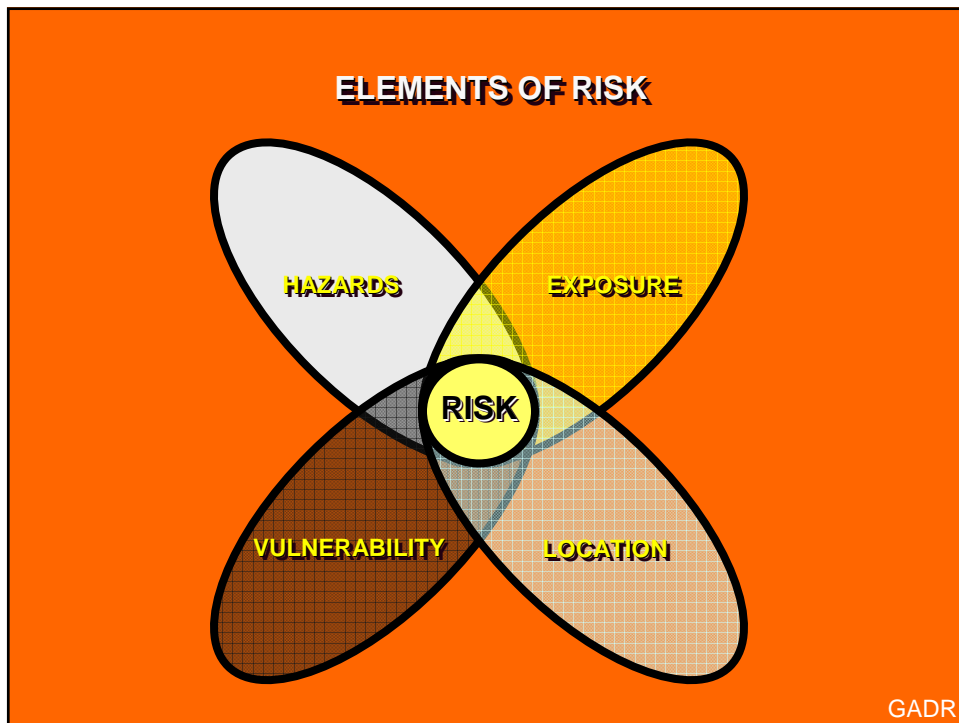 ELEMENTS OF RISK
HAZARDS
EXPOSURE
RISK
VULNERABILITY
LOCATION
GADR